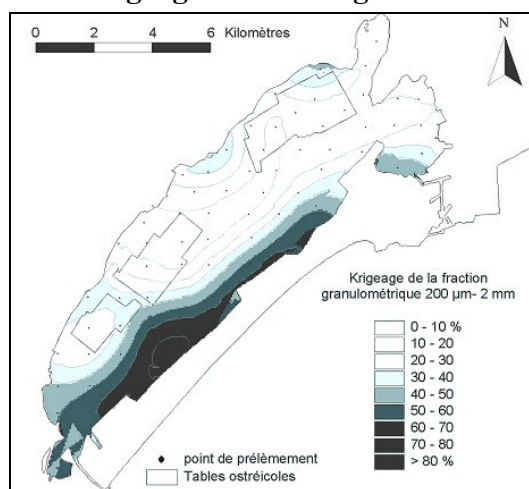 0 2 4 6 Kilomètres
N
Krigeage de la fraction
granulométrique 200 µm- 2 mm
0 - 10 %
10 - 20
20 - 30
30 - 40
40 - 50
50 - 60
60 - 70
70 - 80
> 80 %
point de prélèmement
Tables ostréicoles